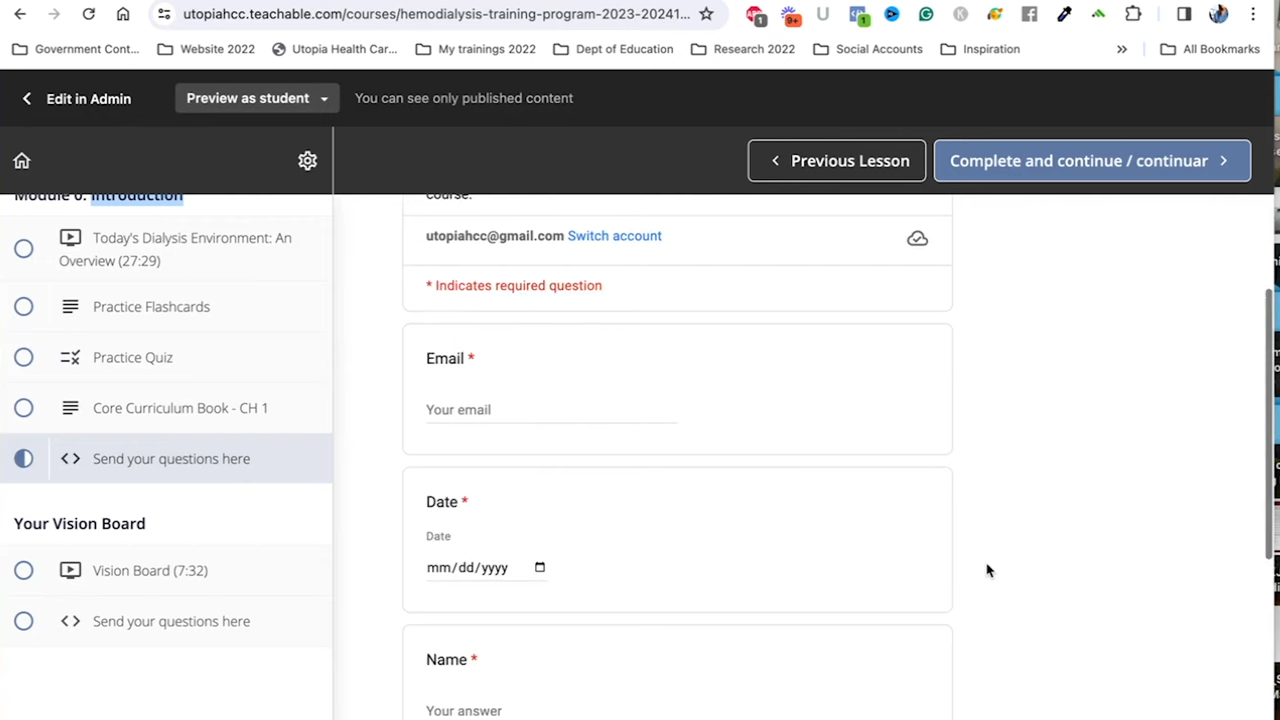 utopiahcc.teachable.com/courses/hemodialysis-training-program-2023-20241...
1
9+
1
Government Cont...
Website 2022
Utopia Health Car...
My trainings 2022
Dept of Education
Research 2022
Social Accounts
Inspiration
»
All Bookmarks
Edit in Admin
Preview as student
You can see only published content
Previous Lesson
Complete and continue / continuar
Module 0: Introduction
Today's Dialysis Environment: An
Overview (27:29)
Practice Flashcards
Practice Quiz
Core Curriculum Book - CH 1
Send your questions here
Your Vision Board
Vision Board (7:32)
Send your questions here
course.
utopiahcc@gmail.com Switch account
* Indicates required question
Email *
Your email
Date *
Date
mm/dd/yyyy
Name *
Your answer